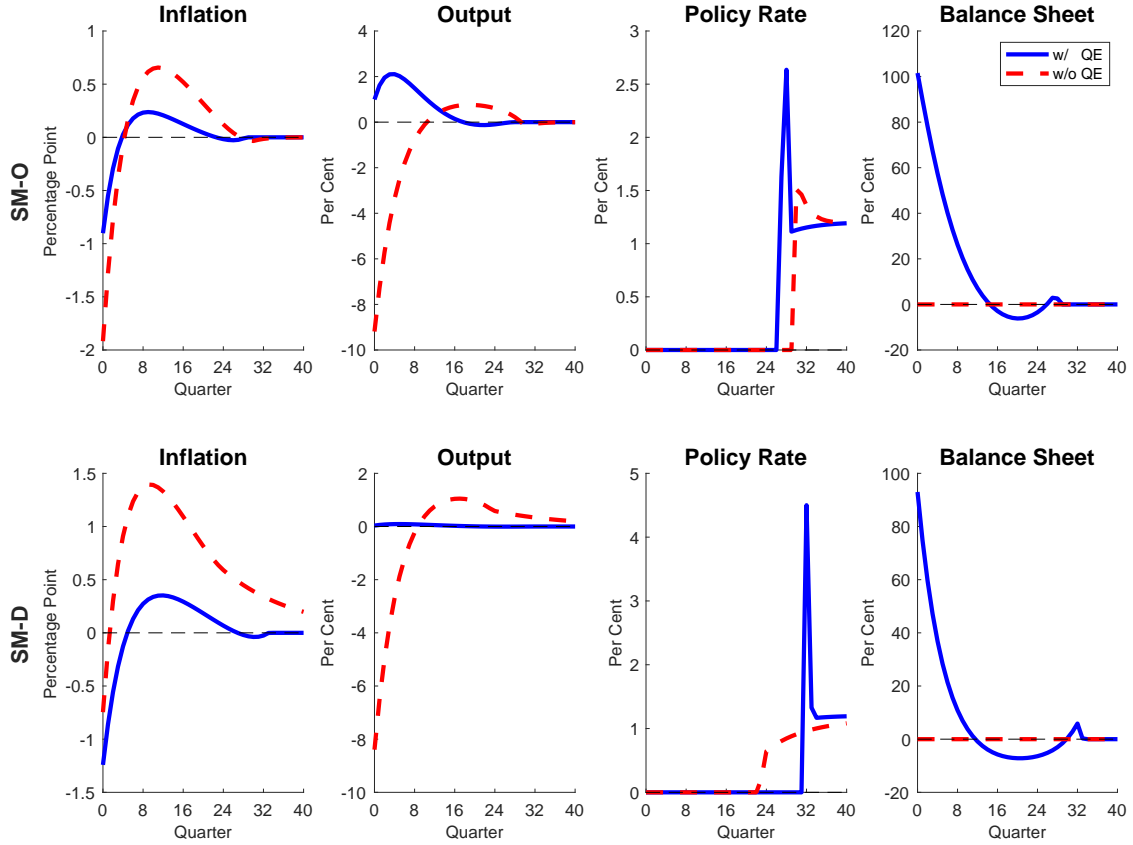 Inflation
Output
Policy Rate
Balance Sheet
SM-O
Percentage Point
1
0.5
0
-0.5
-1
-1.5
-2
0 8 16 24 32 40
Quarter
Per Cent
4
2
0
-2
-4
-6
-8
-10
0 8 16 24 32 40
Quarter
Per Cent
3
2.5
2
1.5
1
0.5
0
0 8 16 24 32 40
Quarter
Per Cent
120
100
80
60
40
20
0
-20
0 8 16 24 32 40
Quarter
w/ QE
w/o QE
Inflation
Output
Policy Rate
Balance Sheet
SM-D
Percentage Point
1.5
1
0.5
0
-0.5
-1
-1.5
0 8 16 24 32 40
Quarter
Per Cent
2
0
-2
-4
-6
-8
-10
0 8 16 24 32 40
Quarter
Per Cent
5
4
3
2
1
0
0 8 16 24 32 40
Quarter
Per Cent
100
80
60
40
20
0
-20
0 8 16 24 32 40
Quarter